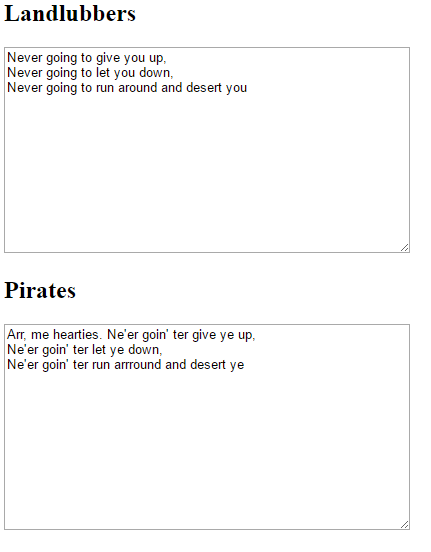 Landlubbers
Never going to give you up,
Never going to let you down,
Never going to run around and desert you
Pirates
Arr, me hearties. Ne'er goin' ter give ye up,
Ne'er goin' ter let ye down,
Ne'er goin' ter run arrround and desert ye